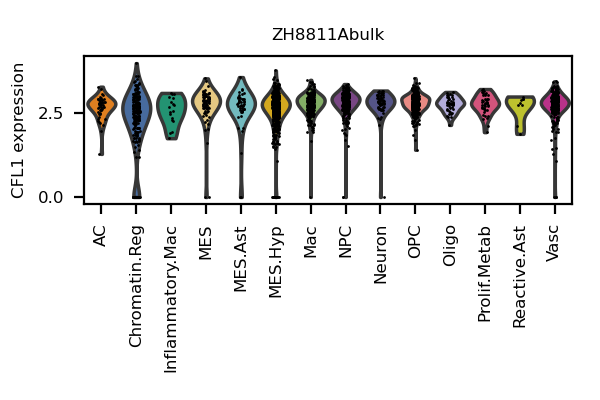 ZH8811Abulk
CFL1 expression
2.5
0.0
AC
Chromatin.Reg
Inflammatory.Mac
MES
MES.Ast
MES.Hyp
Mac
NPC
Neuron
OPC
Oligo
Prolif.Metab
Reactive.Ast
Vasc